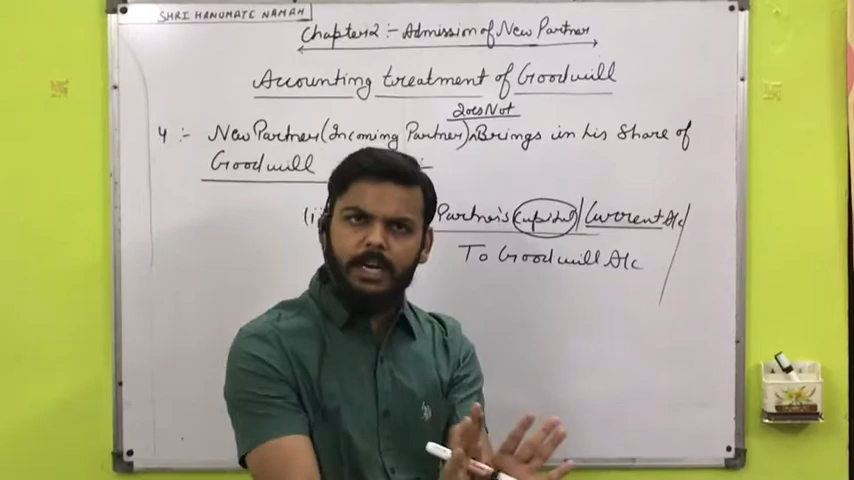 SHRI HANUMATE NAMAH
Chapter 2 :- Admission of New Partner
Accounting treatment of Goodwill
Does Not
4 :- New Partner (Incoming Partner) Brings in his Share of
Goodwill
(ii Partner's Capital / Current A/c
To Goodwill A/c